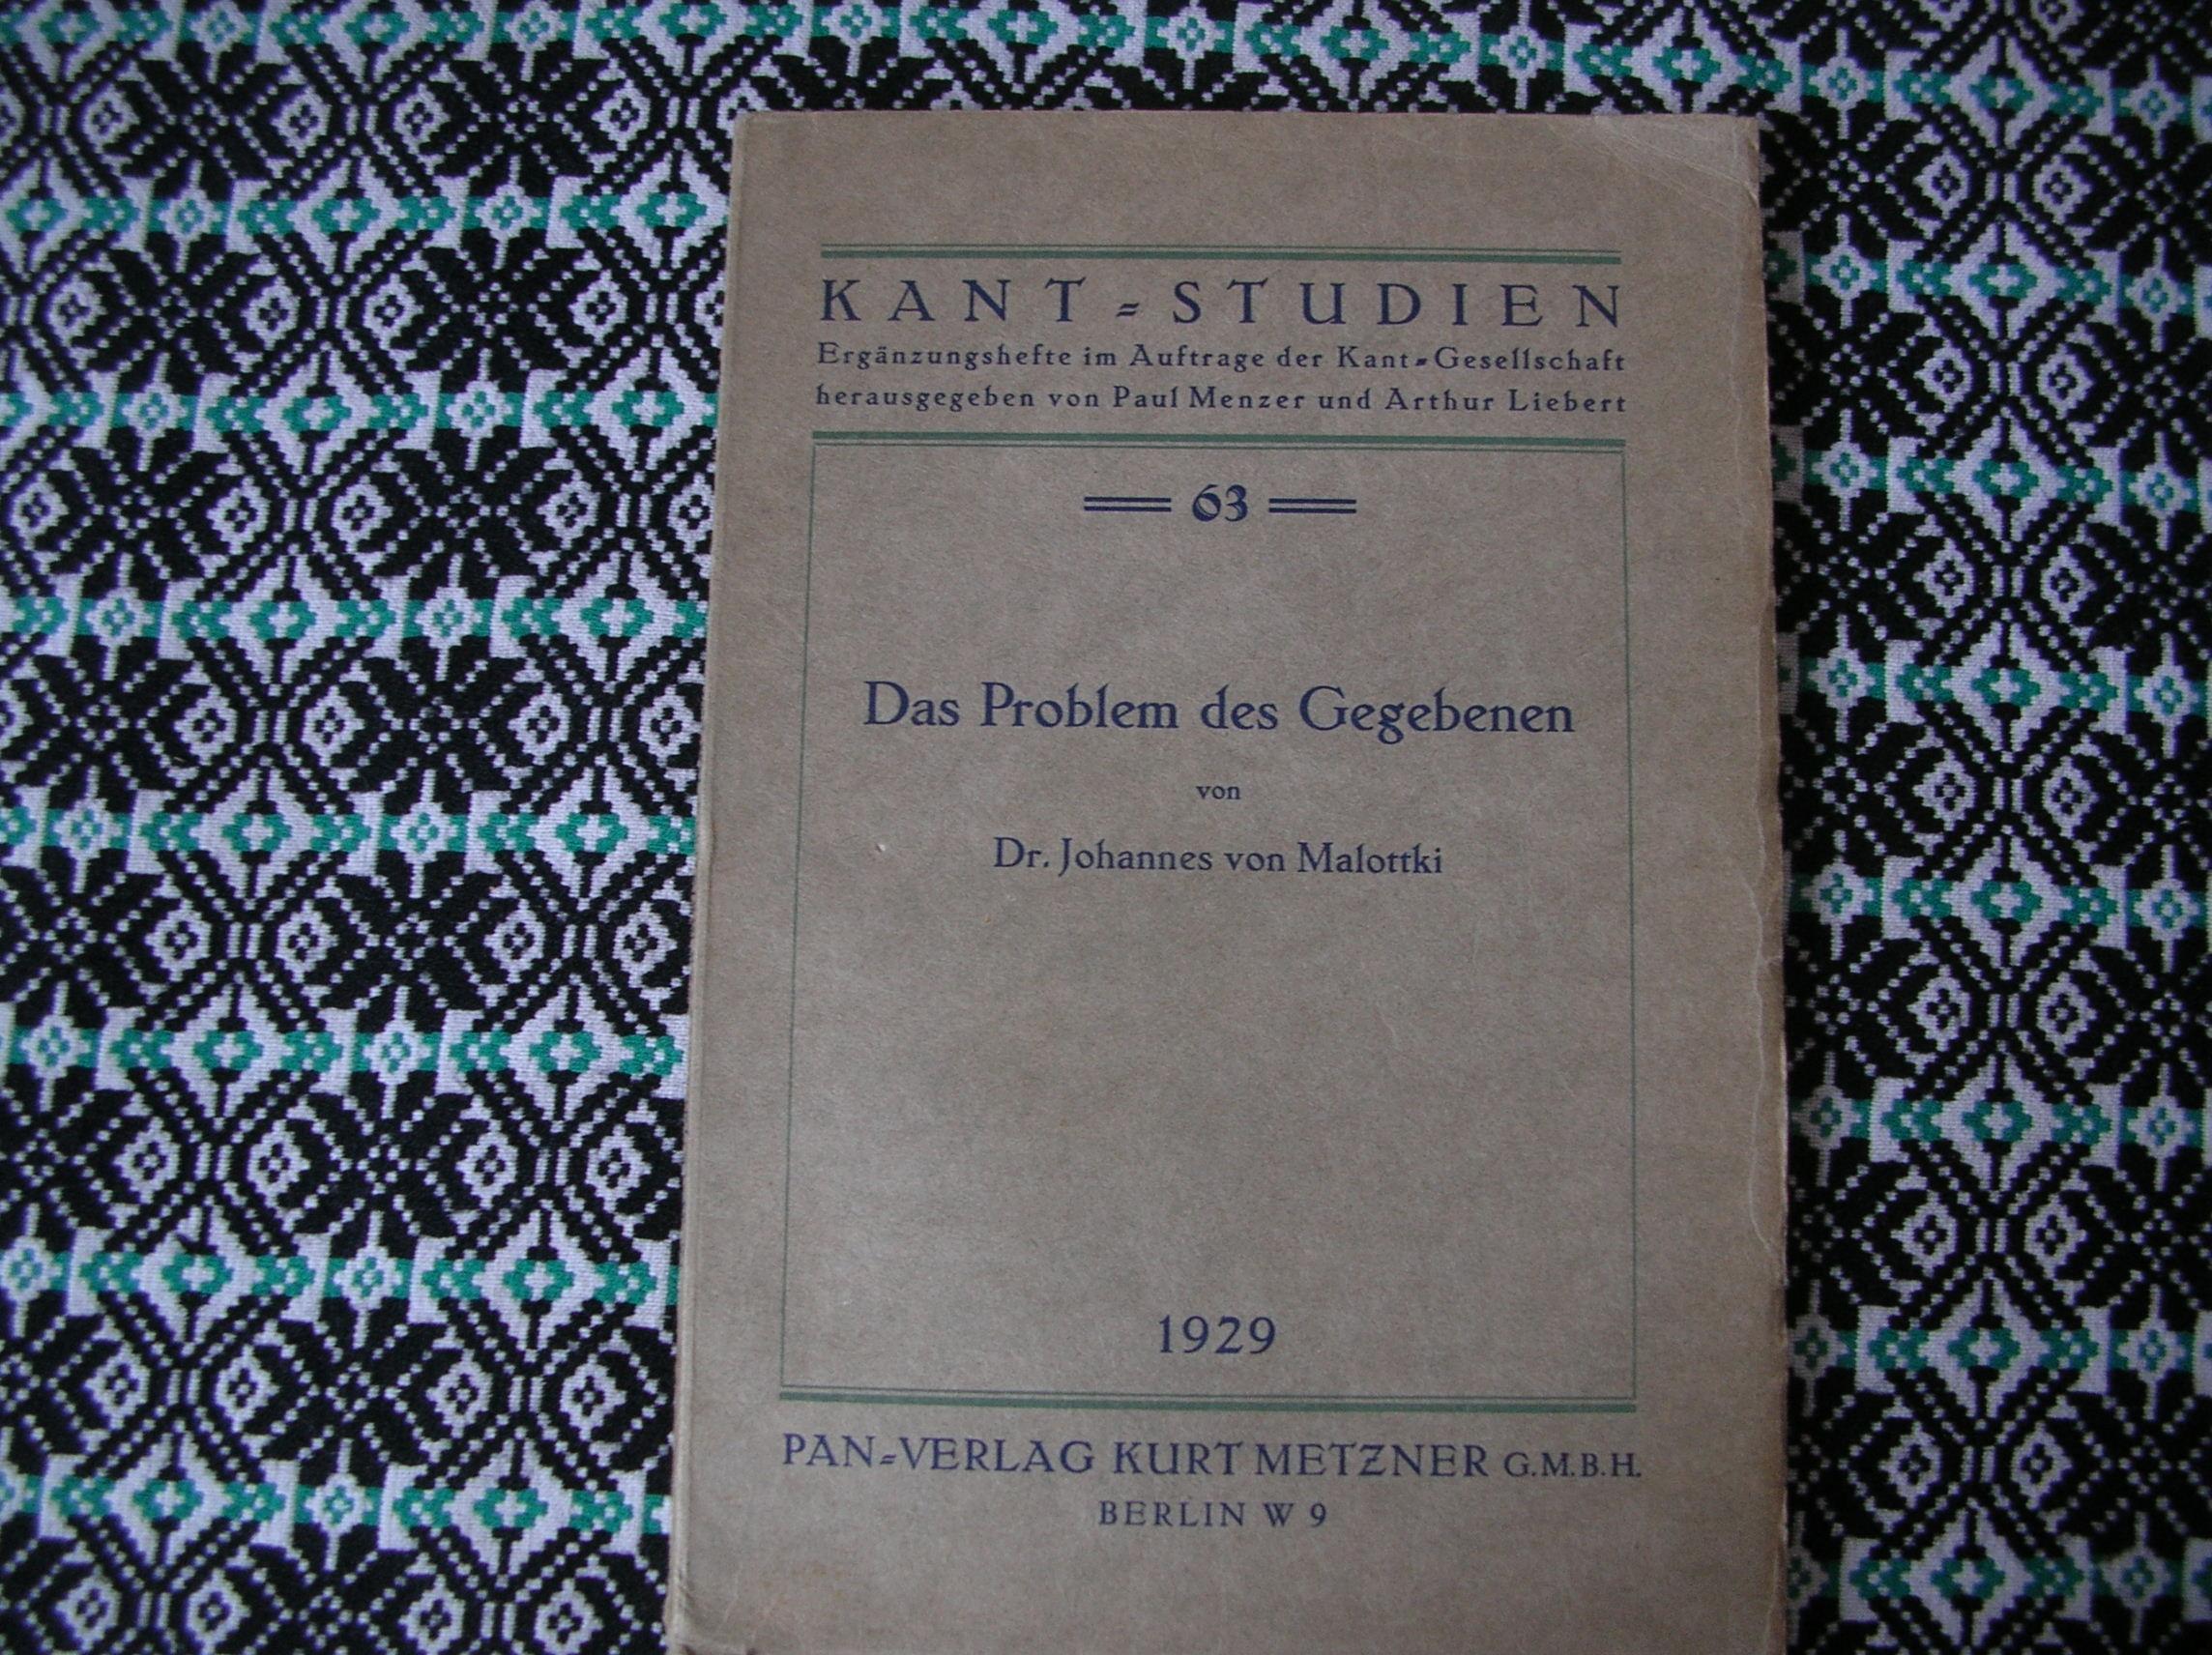 KANT-STUDIEN
Ergänzungshefte im Auftrage der Kant-Gesellschaft
herausgegeben von Paul Menzer und Arthur Liebert
63
Das Problem des Gegebenen
von
Dr. Johannes von Malottki
1929
PAN-VERLAG KURT METZNER G.M.B.H.
BERLIN W 9